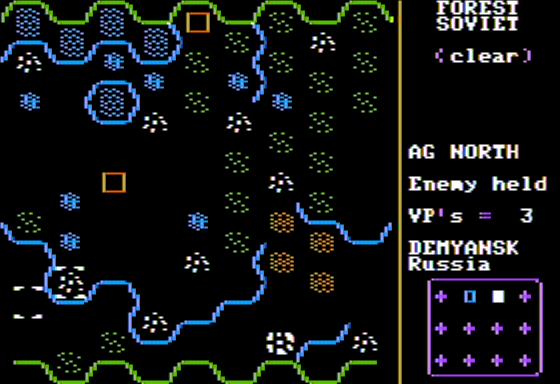 FOREST
SOVIET
(clear)
AG NORTH
Enemy held
VP's = 3
DEMYANSK
Russia